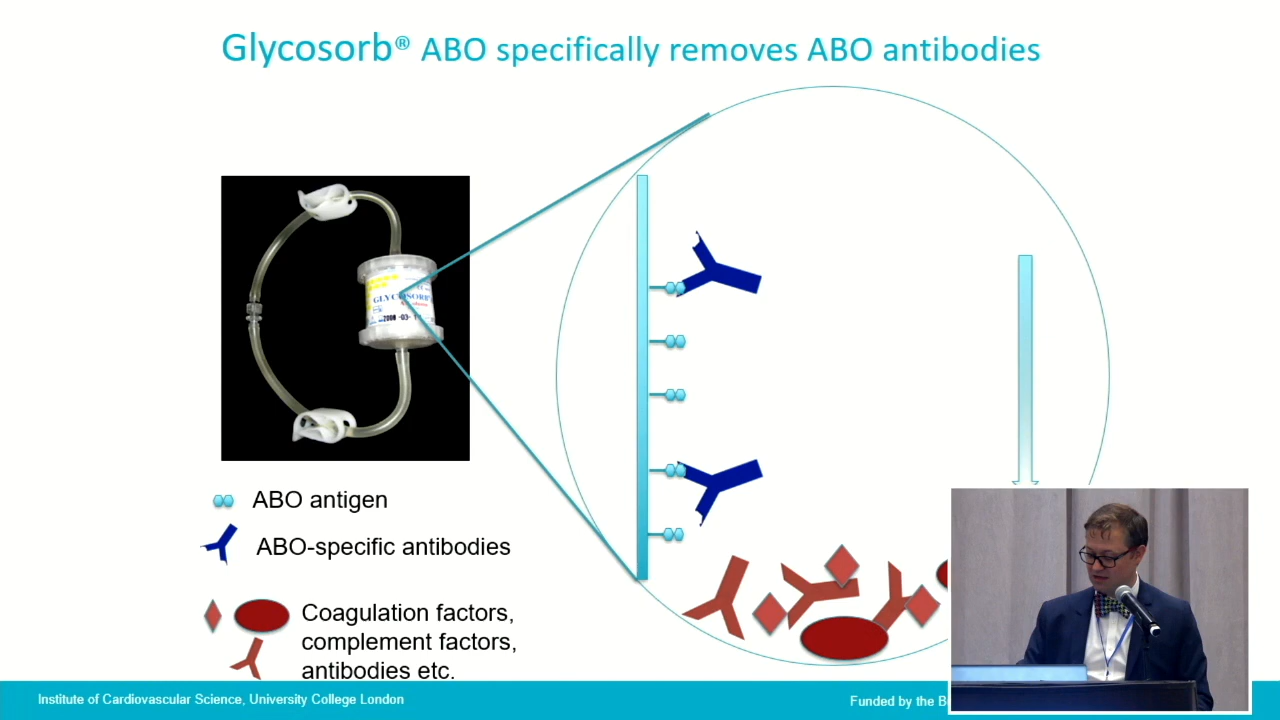 Glycosorb® ABO specifically removes ABO antibodies
GLYCOSORB®
ABO antigen
ABO-specific antibodies
Coagulation factors,
complement factors,
antibodies etc.
Institute of Cardiovascular Science, University College London
Funded by the